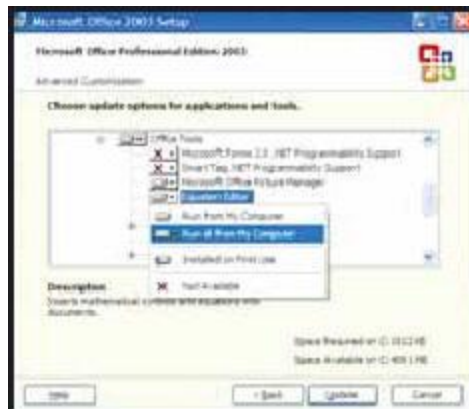 Microsoft Office 2003 Setup
Microsoft Office Professional Edition 2003
Advanced Customization
Choose update options for applications and tools.
Office Tools
Microsoft Forms 2.0 .NET Programmability Support
Smart Tag .NET Programmability Support
Microsoft Office Picture Manager
Equation Editor
Run from My Computer
Run all from My Computer
Installed on First Use
Not Available
Description
Inserts mathematical controls and equations into
documents.
Space Required on C:
Space Available on C:
Help
< Back
Update
Cancel